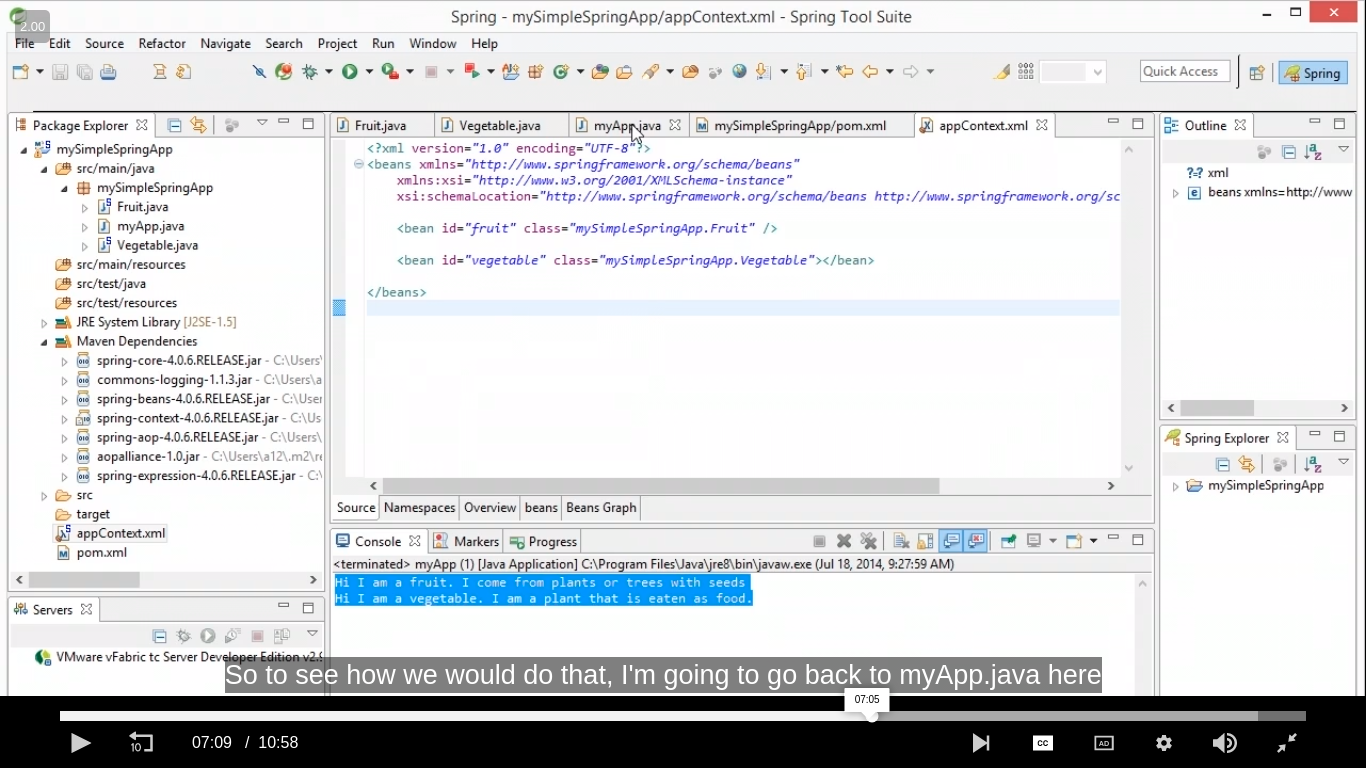 Spring - mySimpleSpringApp/appContext.xml - Spring Tool Suite
2.00
File Edit Source Refactor Navigate Search Project Run Window Help
Quick Access
Spring
Package Explorer
mySimpleSpringApp
src/main/java
mySimpleSpringApp
Fruit.java
myApp.java
Vegetable.java
src/main/resources
src/test/java
src/test/resources
JRE System Library [J2SE-1.5]
Maven Dependencies
spring-core-4.0.6.RELEASE.jar - C:\Users\
commons-logging-1.1.3.jar - C:\Users\a
spring-beans-4.0.6.RELEASE.jar - C:\User
spring-context-4.0.6.RELEASE.jar - C:\Us
spring-aop-4.0.6.RELEASE.jar - C:\Users\
aopalliance-1.0.jar - C:\Users\a12\.m2\re
spring-expression-4.0.6.RELEASE.jar - C:\
src
target
appContext.xml
pom.xml
Servers
VMware vFabric tc Server Developer Edition v2.9
Fruit.java Vegetable.java myApp.java mySimpleSpringApp/pom.xml appContext.xml
<?xml version="1.0" encoding="UTF-8"?>
<beans xmlns="http://www.springframework.org/schema/beans"
xmlns:xsi="http://www.w3.org/2001/XMLSchema-instance"
xsi:schemaLocation="http://www.springframework.org/schema/beans http://www.springframework.org/sc
<bean id="fruit" class="mySimpleSpringApp.Fruit" />
<bean id="vegetable" class="mySimpleSpringApp.Vegetable"></bean>
</beans>
Source Namespaces Overview beans Beans Graph
Console Markers Progress
<terminated> myApp (1) [Java Application] C:\Program Files\Java\jre8\bin\javaw.exe (Jul 18, 2014, 9:27:59 AM)
Hi I am a fruit. I come from plants or trees with seeds
Hi I am a vegetable. I am a plant that is eaten as food.
Outline
xml
beans xmlns=http://www
Spring Explorer
mySimpleSpringApp
So to see how we would do that, I'm going to go back to myApp.java here
07:05
10
07:09 / 10:58
CC
AD